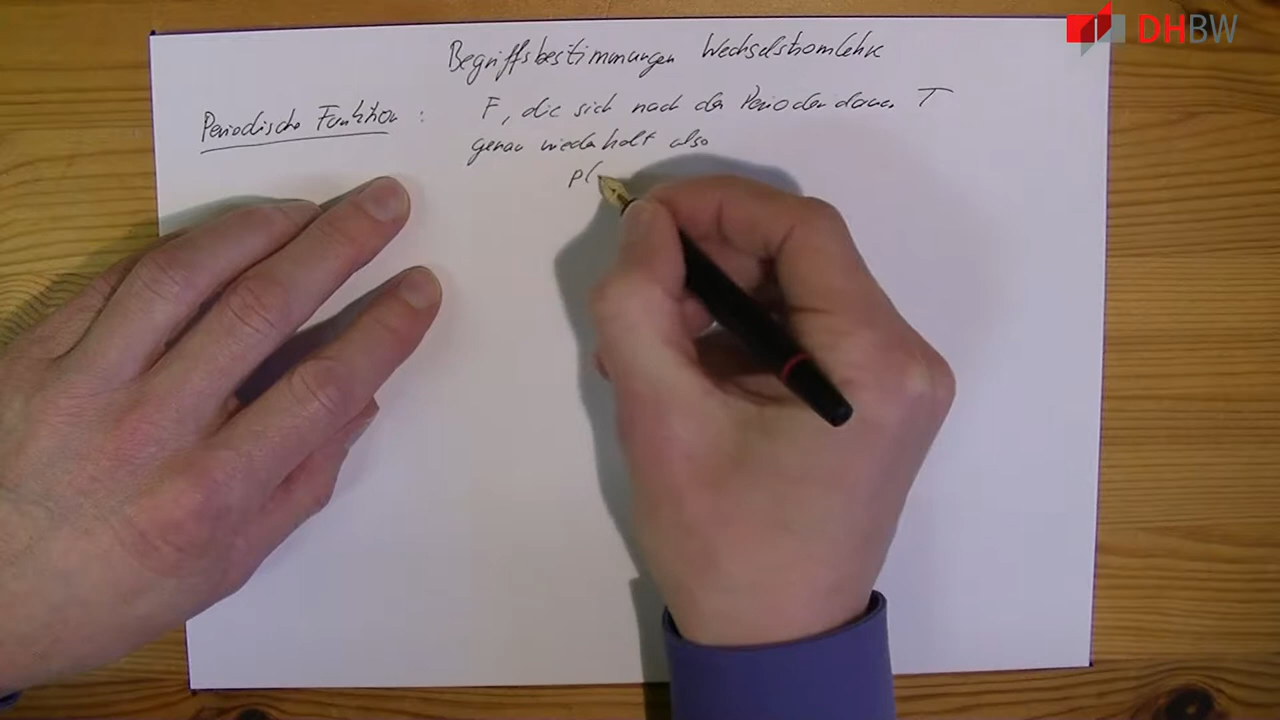 DHBW
Begriffsbestimmungen Wechselstromlehre
Periodische Funktion : F, die sich nach der Periodendauer T
genau wiederholt also
p(